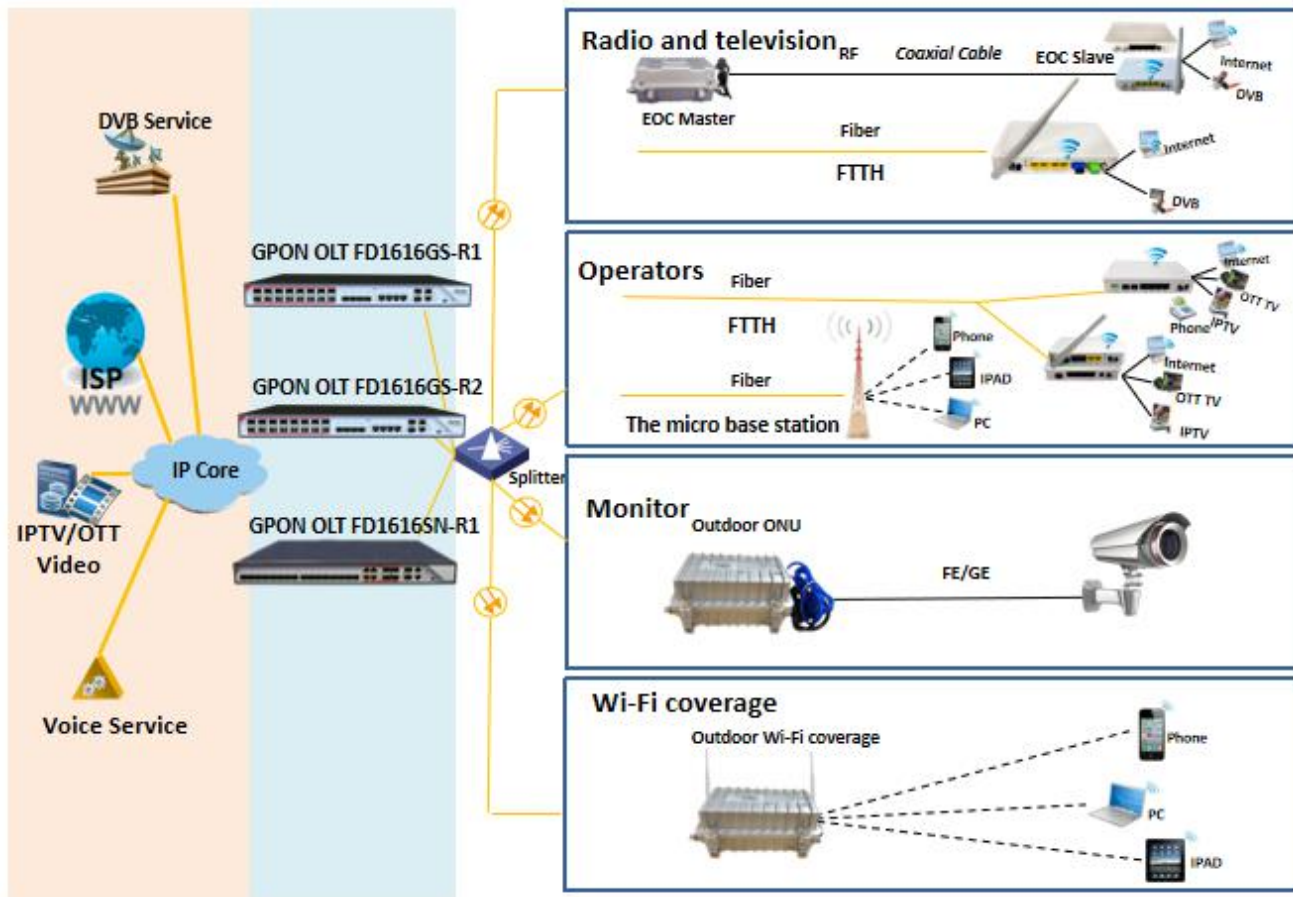 DVB Service
ISP
WWW
IP Core
IPTV/OTT
Video
Voice Service
GPON OLT FD1616GS-R1
GPON OLT FD1616GS-R2
GPON OLT FD1616SN-R1
Splitter
Radio and television
RF
Coaxial Cable
EOC Slave
Internet
DVB
EOC Master
Fiber
FTTH
Internet
DVB
Operators
Fiber
FTTH
Internet
OTT TV
IPTV
Phone
Phone
IPAD
PC
Fiber
The micro base station
Internet
OTT TV
IPTV
Monitor
Outdoor ONU
FE/GE
Wi-Fi coverage
Outdoor Wi-Fi coverage
Phone
PC
IPAD